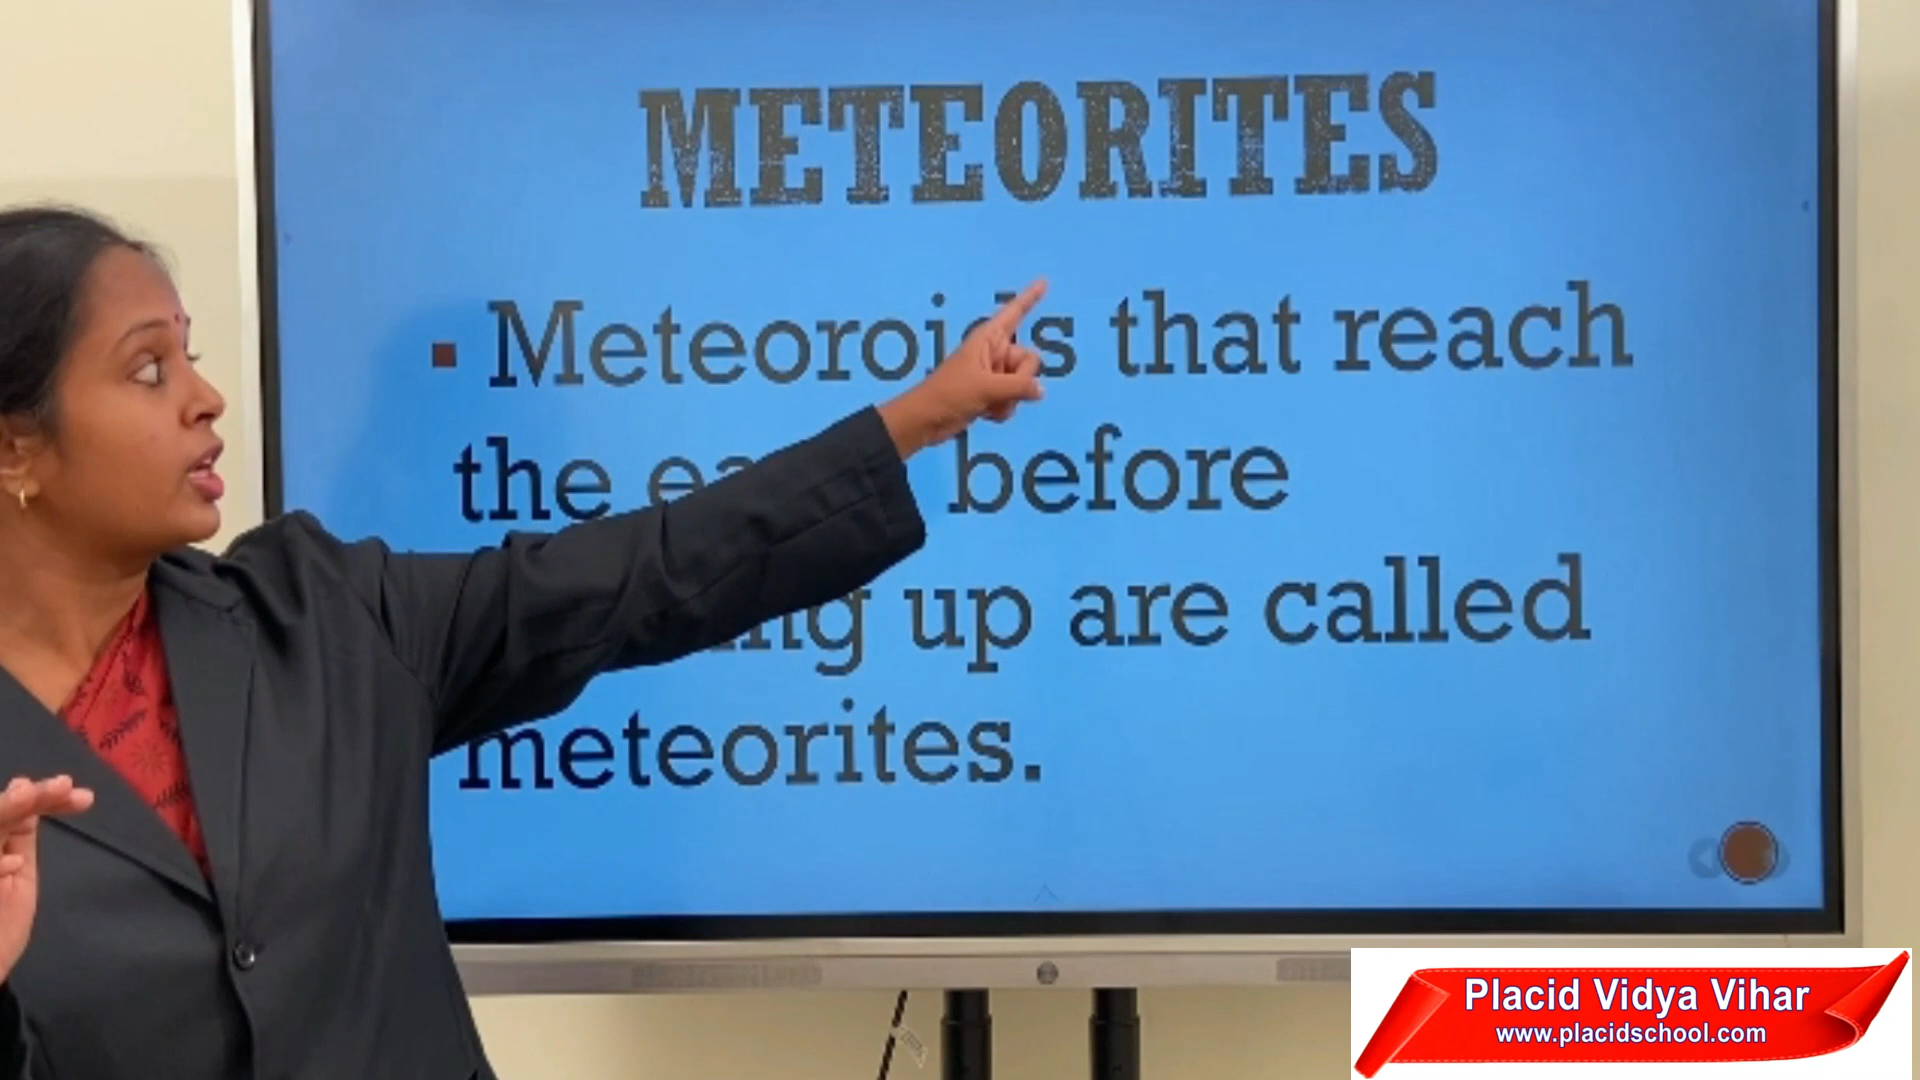 METEORITES
Meteoroids that reach
the before
up are called
meteorites.
Placid Vidya Vihar
www.placidschool.com